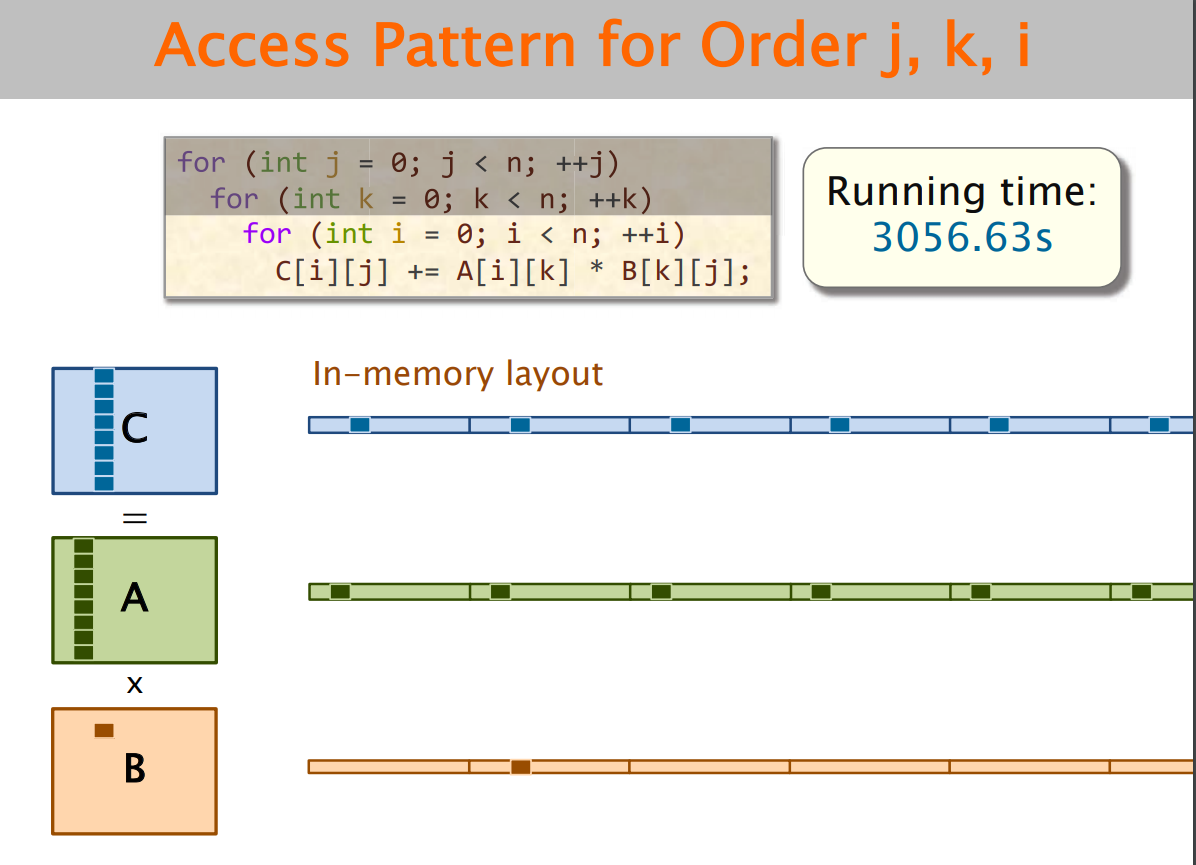 Access Pattern for Order j, k, i
for (int j = 0; j < n; ++j)
for (int k = 0; k < n; ++k)
for (int i = 0; i < n; ++i)
C[i][j] += A[i][k] * B[k][j];
Running time:
3056.63s
In-memory layout
C
=
A
x
B